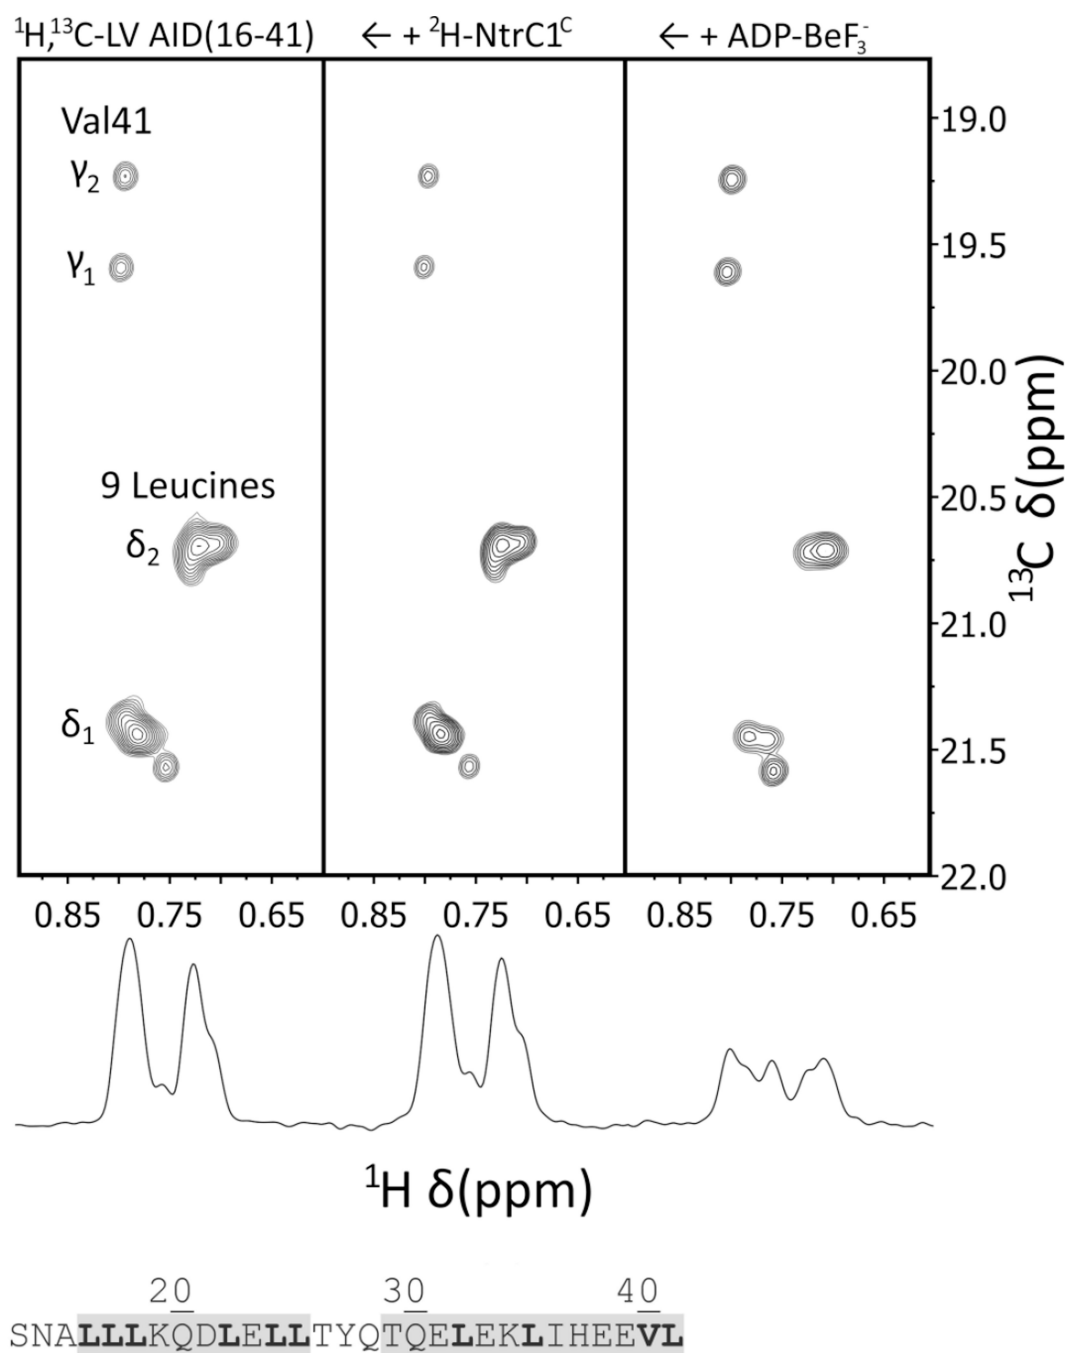 ¹H,¹³C-LV AID(16-41) ← + ²H-NtrC1ᶜ ← + ADP-BeF₃⁻
Val41
γ₂
γ₁
9 Leucines
δ₂
δ₁
19.0
19.5
20.0
20.5
21.0
21.5
22.0
¹³C δ(ppm)
0.85 0.75 0.65 0.85 0.75 0.65 0.85 0.75 0.65
¹H δ(ppm)
20 30 40
SNALLLKQDLELLTYQTQELEKLIHEEVL